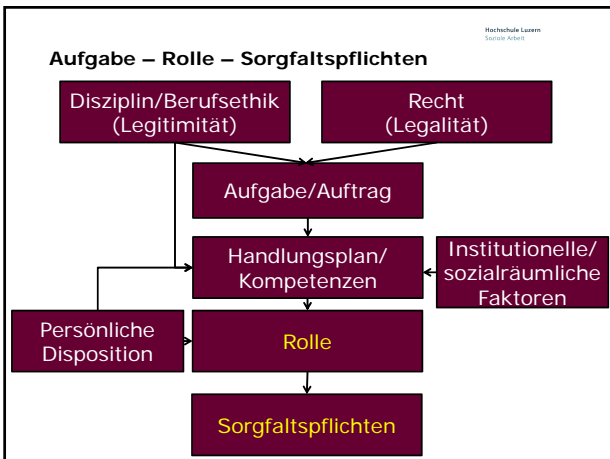 Hochschule Luzern
Soziale Arbeit
Aufgabe – Rolle – Sorgfaltspflichten
Disziplin/Berufsethik
(Legitimität)
Recht
(Legalität)
Aufgabe/Auftrag
Handlungsplan/
Kompetenzen
Institutionelle/
sozialräumliche
Faktoren
Persönliche
Disposition
Rolle
Sorgfaltspflichten